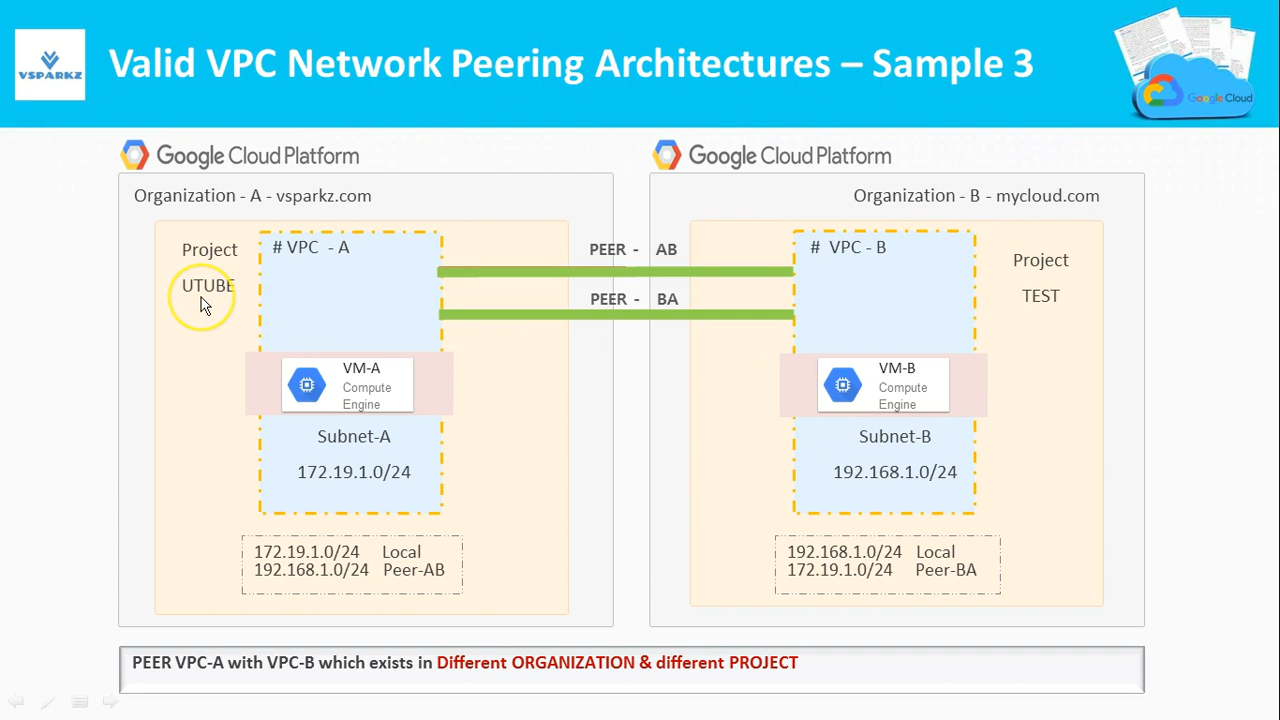 VSPARKZ
Valid VPC Network Peering Architectures – Sample 3
Google Cloud
Google Cloud Platform
Organization - A - vsparkz.com
Project
UTUBE
# VPC - A
VM-A
Compute
Engine
Subnet-A
172.19.1.0/24
172.19.1.0/24 Local
192.168.1.0/24 Peer-AB
PEER - AB
PEER - BA
Google Cloud Platform
Organization - B - mycloud.com
# VPC - B
Project
TEST
VM-B
Compute
Engine
Subnet-B
192.168.1.0/24
192.168.1.0/24 Local
172.19.1.0/24 Peer-BA
PEER VPC-A with VPC-B which exists in Different ORGANIZATION & different PROJECT